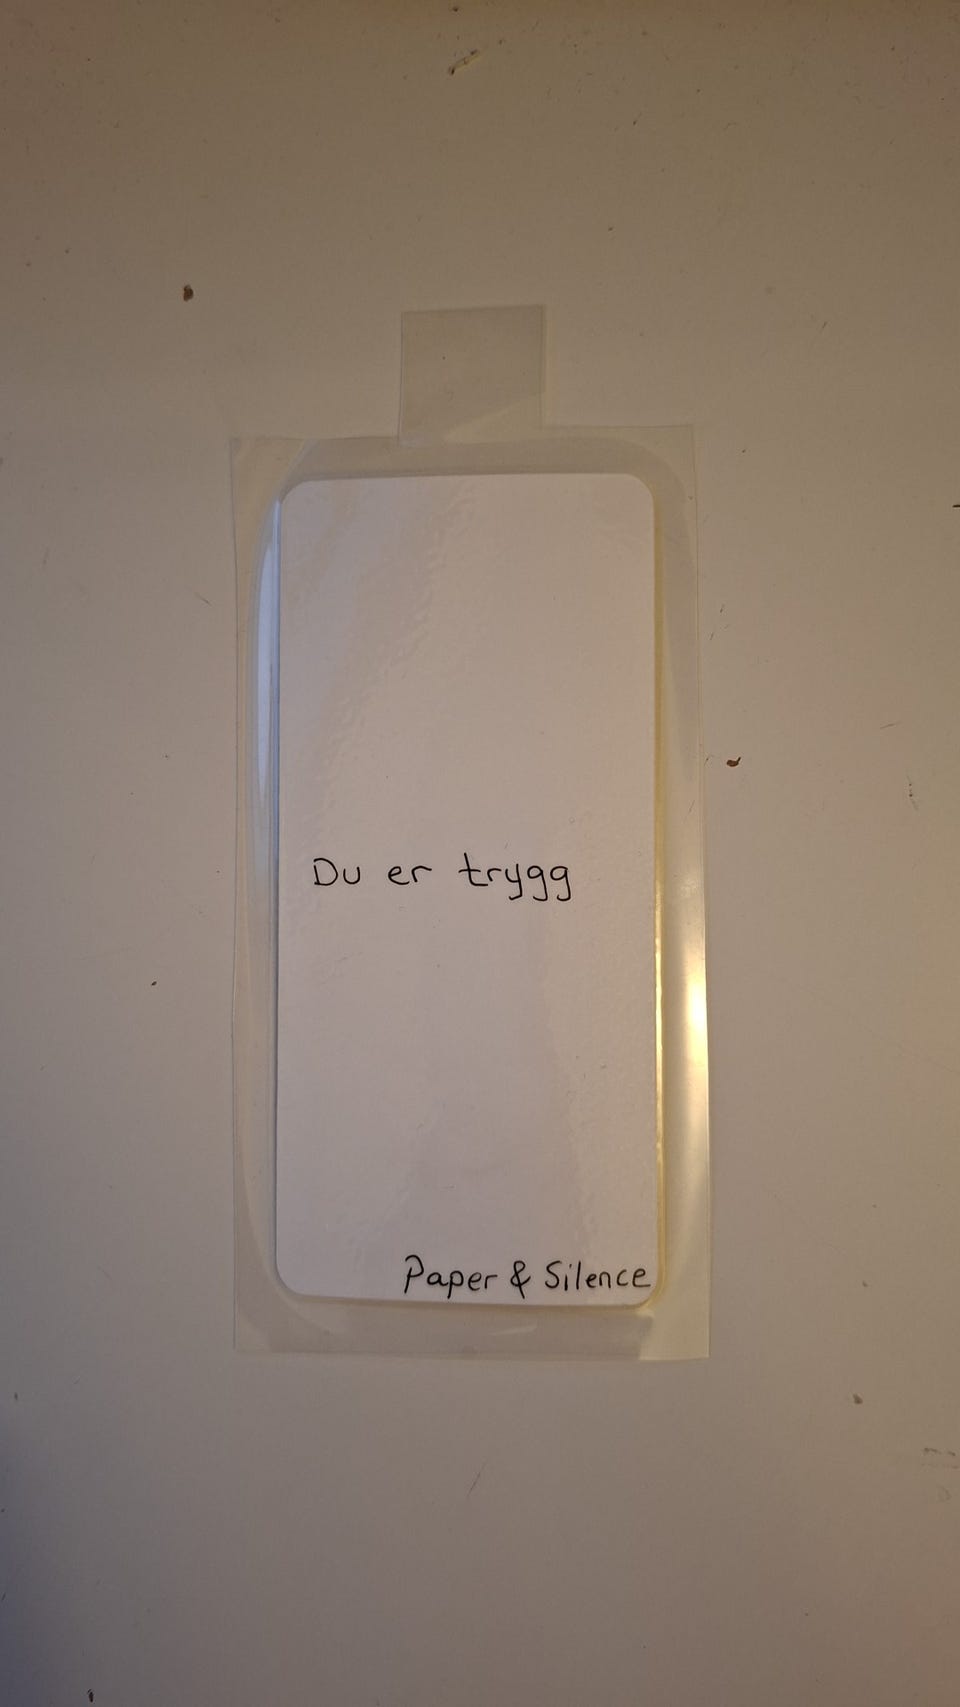 Du er trygg
Paper & Silence